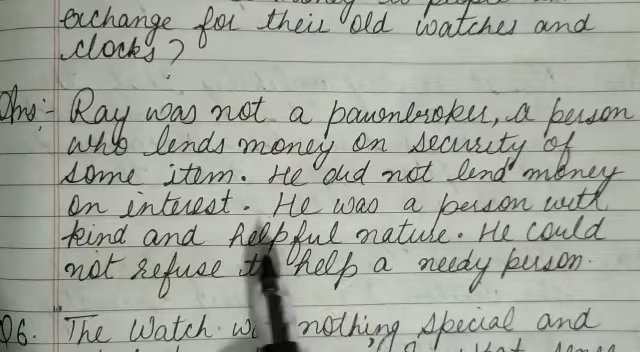 exchange for their old watches and
clocks?
Ans:- Ray was not a pawnbroker, a person
who lends money on security of
some item. He did not lend money
on interest. He was a person with
kind and helpful nature. He could
not refuse to help a needy person.
Q6. The Watch nothing special and